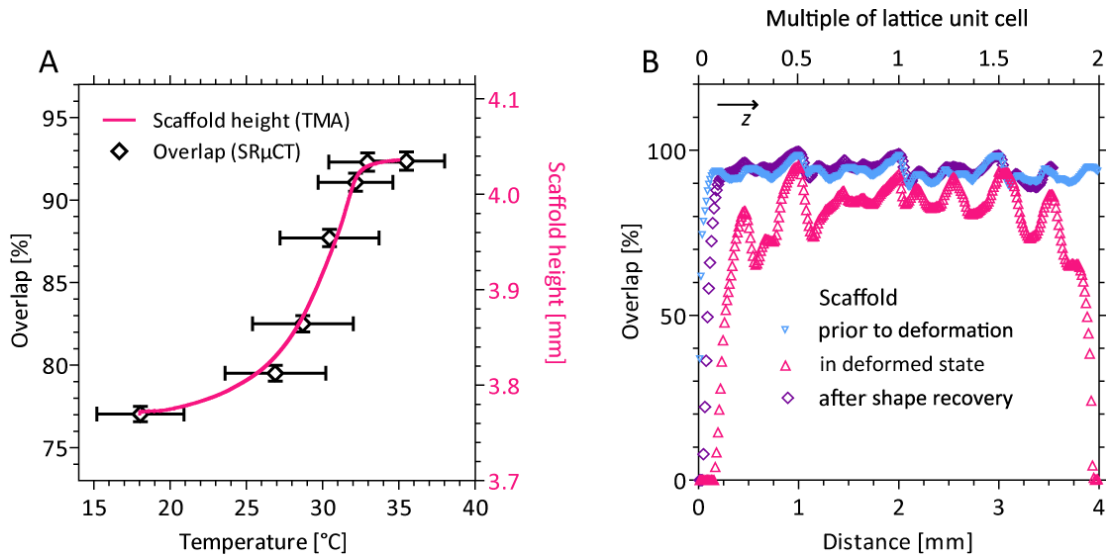 A
95
90
85
80
75
Overlap [%]
15
20
25
30
35
40
Temperature [°C]
4.1
4.0
3.9
3.8
3.7
Scaffold height [mm]
Scaffold height (TMA)
Overlap (SRµCT)
Multiple of lattice unit cell
B
0
0.5
1
1.5
2
z
100
50
0
Overlap [%]
Scaffold
prior to deformation
in deformed state
after shape recovery
0
1
2
3
4
Distance [mm]